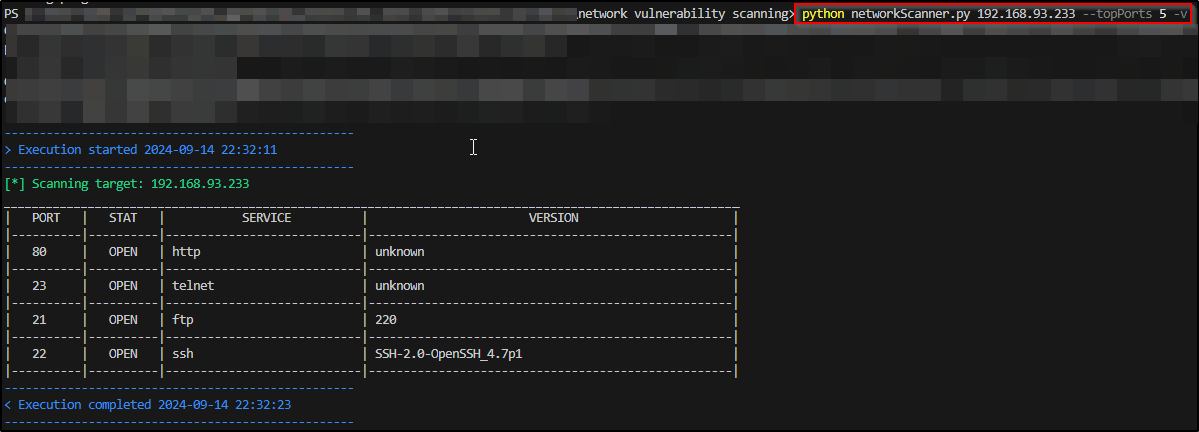 PS network vulnerability scanning> python networkScanner.py 192.168.93.233 --topPorts 5 -v
> Execution started 2024-09-14 22:32:11
[*] Scanning target: 192.168.93.233
PORT | STAT | SERVICE | VERSION
80 | OPEN | http | unknown
23 | OPEN | telnet | unknown
21 | OPEN | ftp | 220
22 | OPEN | ssh | SSH-2.0-OpenSSH_4.7p1
< Execution completed 2024-09-14 22:32:23